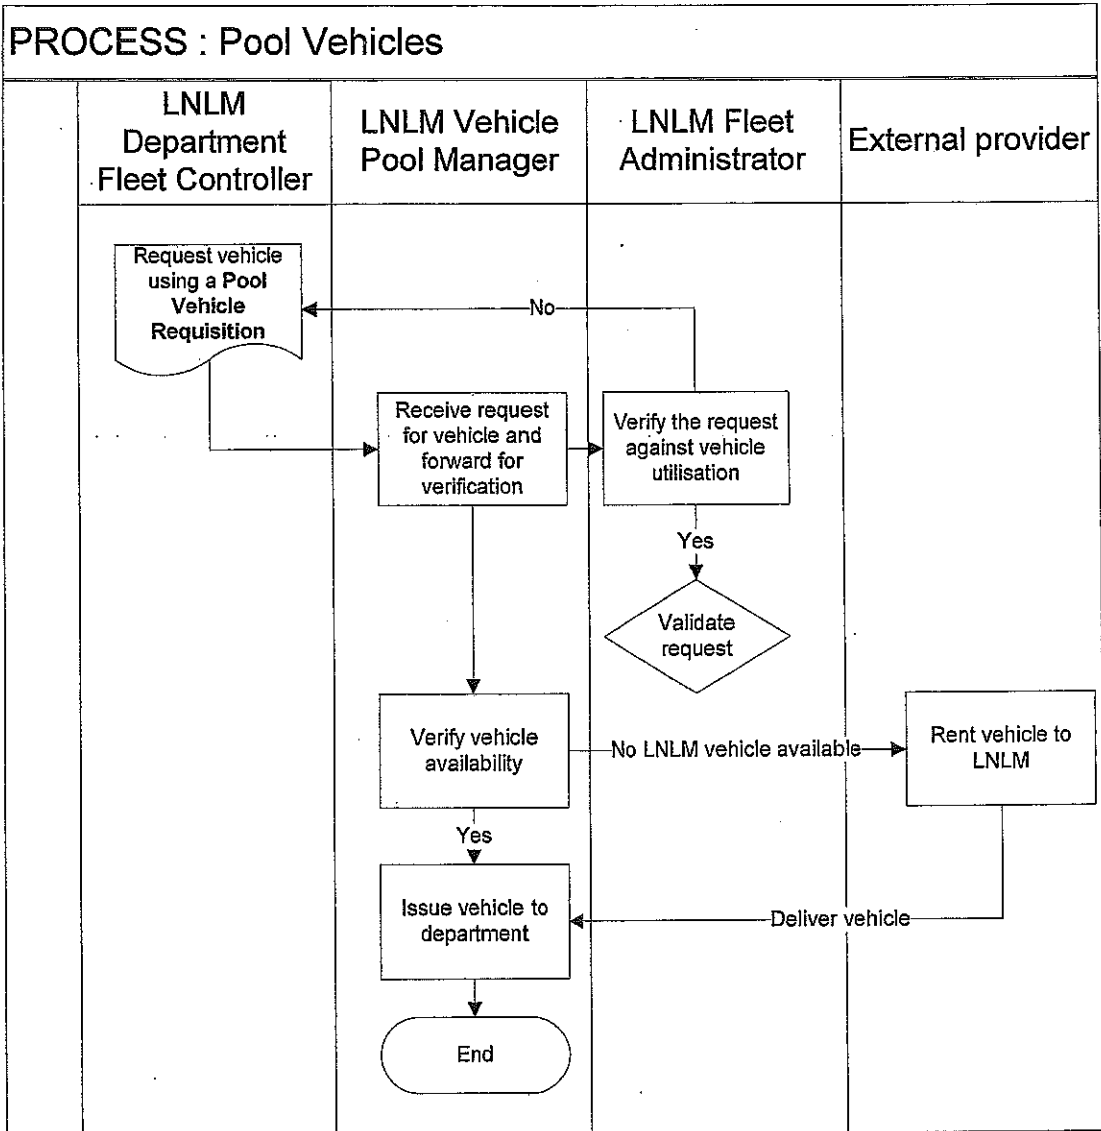 PROCESS : Pool Vehicles
LNLM
Department
Fleet Controller
LNLM Vehicle
Pool Manager
LNLM Fleet
Administrator
External provider
Request vehicle
using a Pool
Vehicle
Requisition
No
Receive request
for vehicle and
forward for
verification
Verify the request
against vehicle
utilisation
Yes
Validate
request
Verify vehicle
availability
No LNLM vehicle available
Rent vehicle to
LNLM
Yes
Issue vehicle to
department
Deliver vehicle
End